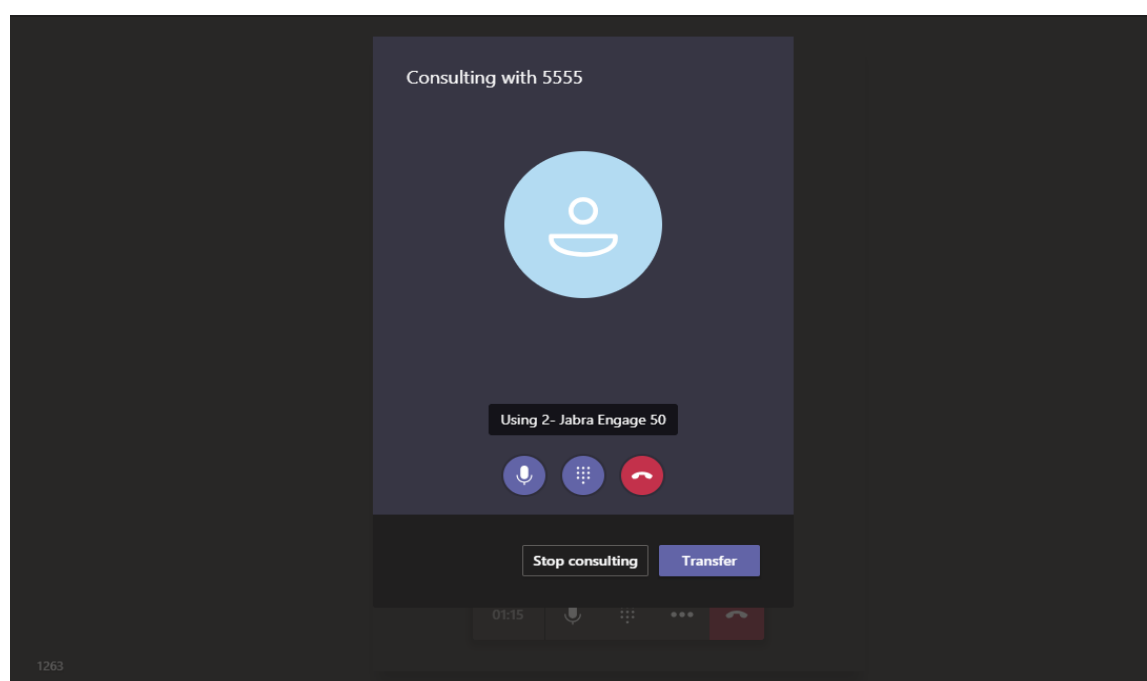 Consulting with 5555
Using 2- Jabra Engage 50
Stop consulting
Transfer
01:15
1263